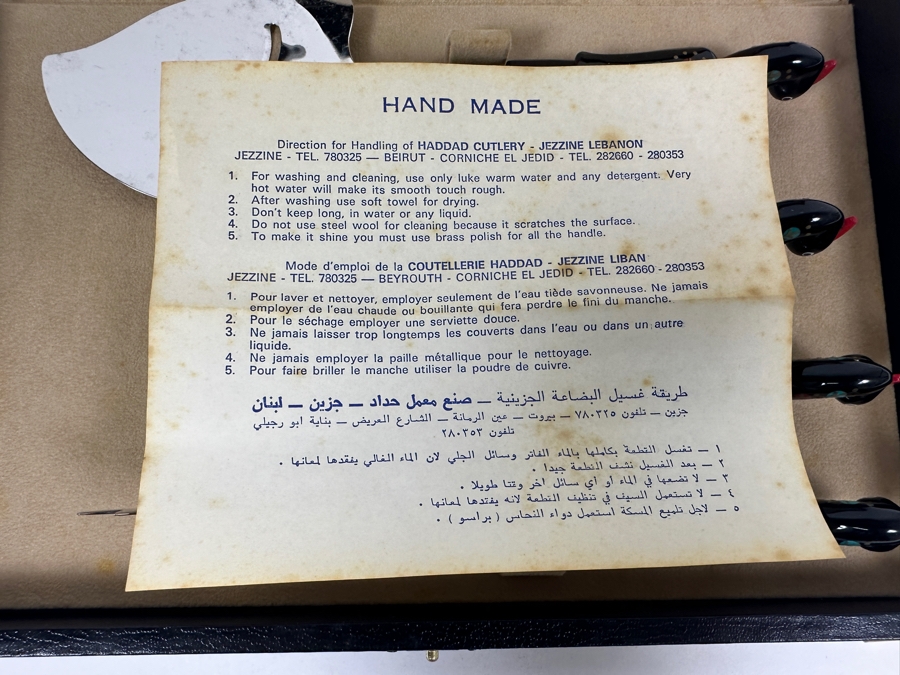 HAND MADE
Direction for Handling of HADDAD CUTLERY - JEZZINE LEBANON
JEZZINE - TEL. 780325 — BEIRUT - CORNICHE EL JEDID - TEL. 282660 - 280353
1. For washing and cleaning, use only luke warm water and any detergent. Very
hot water will make its smooth touch rough.
2. After washing use soft towel for drying.
3. Don't keep long, in water or any liquid.
4. Do not use steel wool for cleaning because it scratches the surface.
5. To make it shine you must use brass polish for all the handle.
Mode d'emploi de la COUTELLERIE HADDAD - JEZZINE LIBAN
JEZZINE - TEL. 780325 — BEYROUTH - CORNICHE EL JEDID - TEL. 282660 - 280353
1. Pour laver et nettoyer, employer seulement de l'eau tiède savonneuse. Ne jamais
employer de l'eau chaude ou bouillante qui fera perdre le fini du manche.
2. Pour le séchage employer une serviette douce.
3. Ne jamais laisser trop longtemps les couverts dans l'eau ou dans un autre
liquide.
4. Ne jamais employer la paille métallique pour le nettoyage.
5. Pour faire briller le manche utiliser la poudre de cuivre.
طريقة غسيل البضاعة الجزينية — صنع معمل حداد — جزين — لبنان
جزين — تلفون ٧٨٠٣٢٥ — بيروت — عين الرمانة — الشارع العريض — بناية ابو رجيلي
تلفون ٢٨٠٣٥٣
١ — تغسل القطعة بكاملها بالماء الفاتر وسائل الجلي لان الماء الغالي يفقدها لمعانها .
٢ — بعد الغسيل نشف القطعة جيدا .
٣ — لا تضعها في الماء او أي سائل اخر وقتا طويلا .
٤ — لا تستعمل السيف في تنظيف القطعة لانه يفقدها لمعانها .
٥ — لاجل تلميع المسكة استعمل دواء النحاس ( براسو ) .